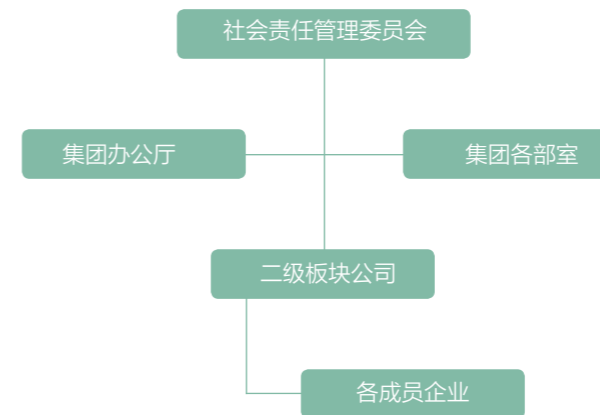 社会责任管理委员会
集团办公厅
集团各部室
二级板块公司
各成员企业